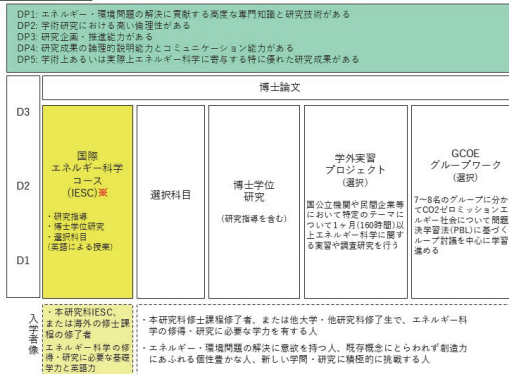 DP1: エネルギー・環境問題の解決に貢献する高度な専門知識と研究技術がある
DP2: 学術研究における高い倫理性がある
DP3: 研究企画・推進能力がある
DP4: 研究成果の論理的説明能力とコミュニケーション能力がある
DP5: 学術上あるいは実際上エネルギー科学に寄与する特に優れた研究成果がある
博士論文
D3
D2
D1
国際
エネルギー科学
コース
(IESC)※
・研究指導
・博士学位研究
・選択科目
(英語による授業)
選択科目
博士学位
研究
(研究指導を含む)
学外実習
プロジェクト
(選択)
国公立機関や民間企業等
において特定のテーマに
ついて1ヶ月(160時間)以
上エネルギー科学に関す
る実習や調査研究を行う
GCOE
グループワーク
(選択)
7〜8名のグループに分か
てCO2ゼロミッションエ
ルギー社会について問題
決学習法(PBL)に基づく
ループ討議を中心に学習
進める
入学者像
・本研究科IESC、
または海外の修士課
程の修了者
エネルギー科学の修
得・研究に必要な基礎
学力と英語力
・本研究科修士課程修了者、または他大学・他研究科修了生で、エネルギー科
学の修得・研究に必要な学力を有する人
・エネルギー・環境問題の解決に意欲を持つ人、既存概念にとらわれず創造力
にあふれる個性豊かな人、新しい学問・研究に積極的に挑戦する人